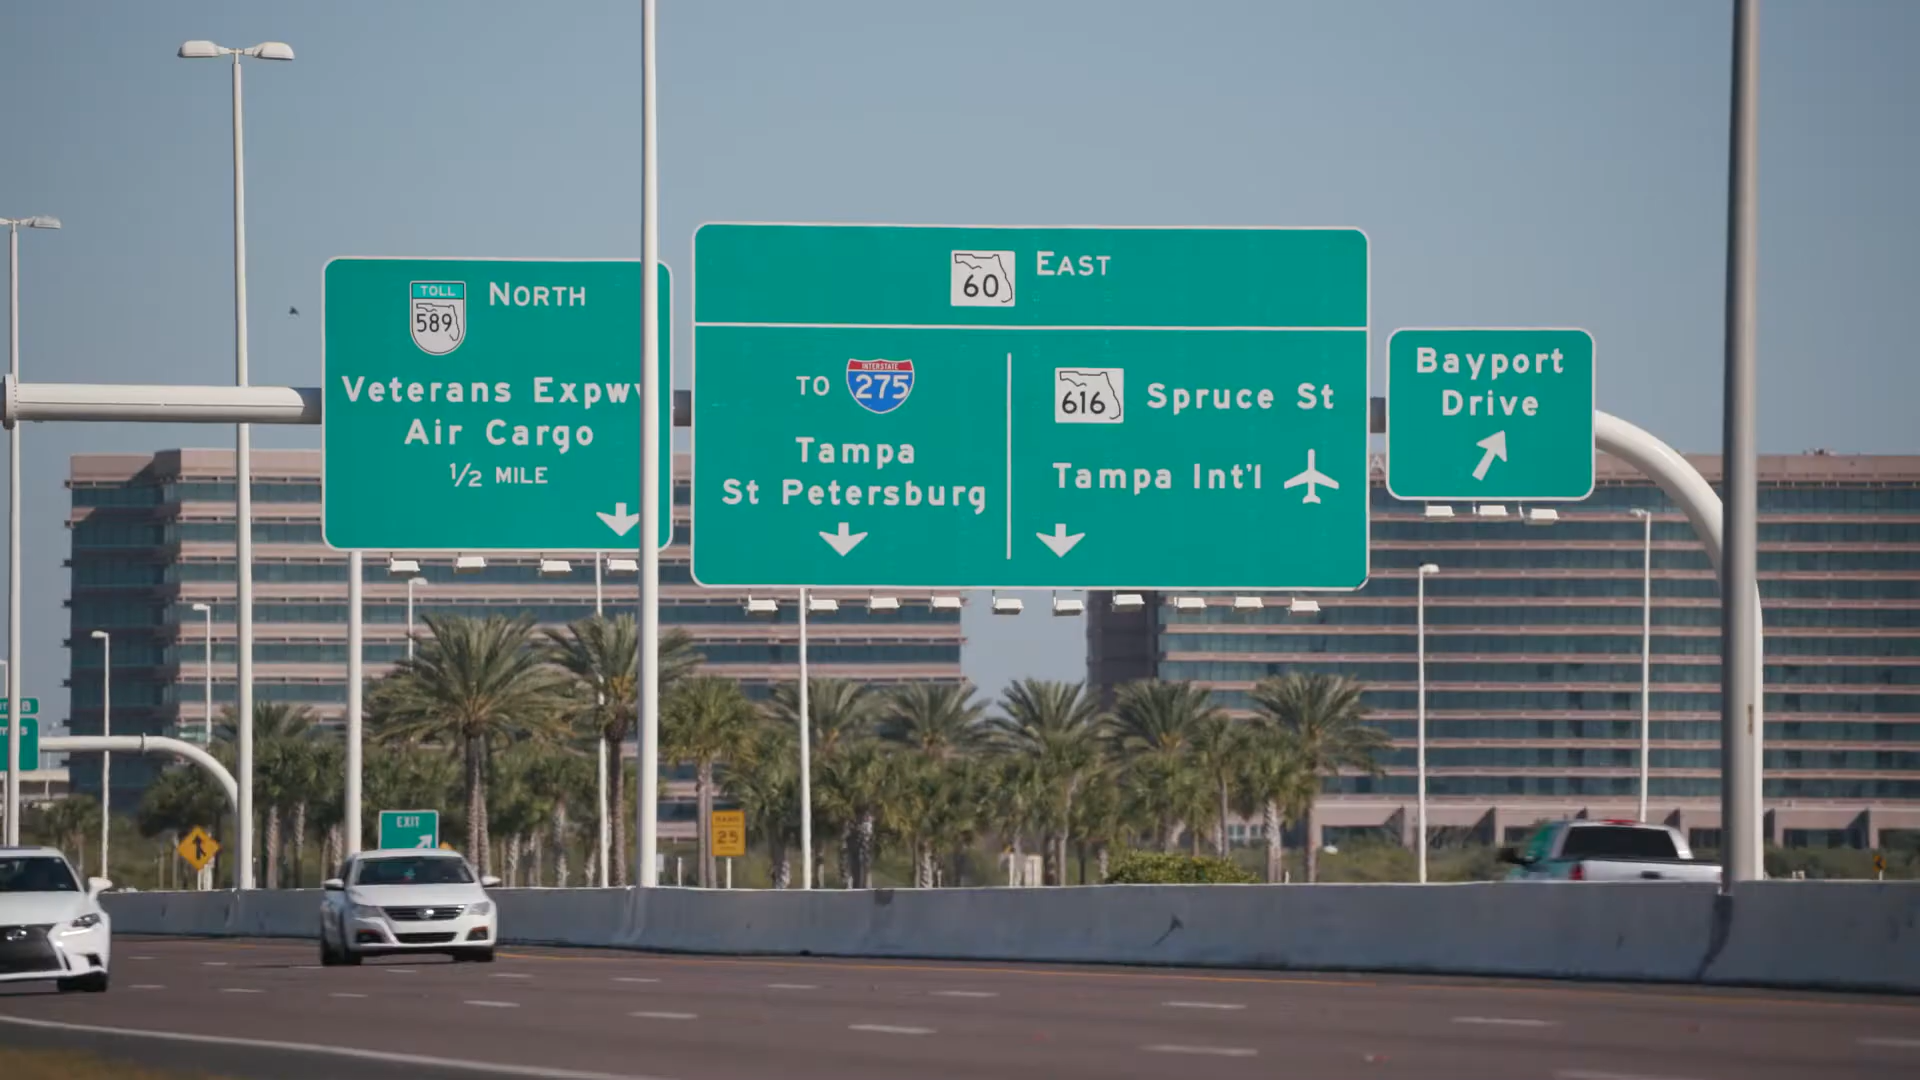 TOLL
589
NORTH
Veterans Expw
Air Cargo
1/2 MILE
60
EAST
TO
INTERSTATE
275
Tampa
St Petersburg
616
Spruce St
Tampa Int'l
Bayport
Drive
EXIT
RAMP
25